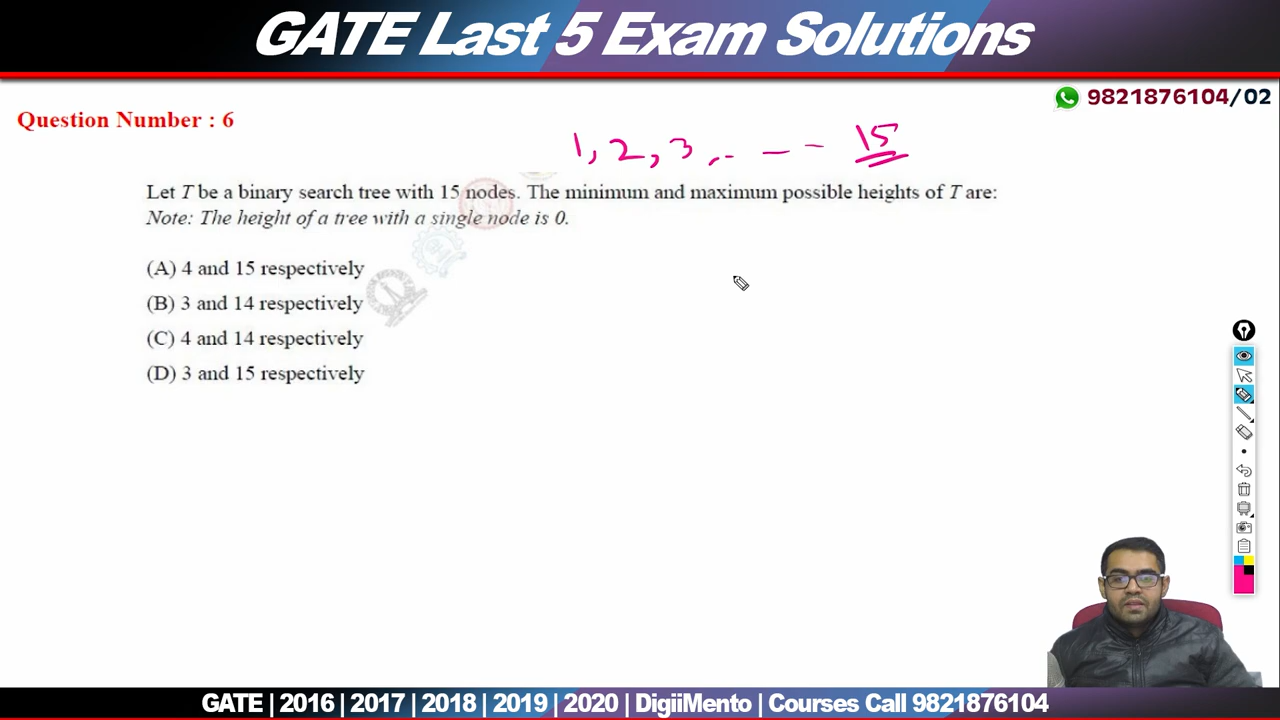 GATE Last 5 Exam Solutions
9821876104/02
Question Number : 6
1, 2, 3, .. — - 15
Let T be a binary search tree with 15 nodes. The minimum and maximum possible heights of T are:
Note: The height of a tree with a single node is 0.
(A) 4 and 15 respectively
(B) 3 and 14 respectively
(C) 4 and 14 respectively
(D) 3 and 15 respectively
GATE | 2016 | 2017 | 2018 | 2019 | 2020 | DigiiMento | Courses Call 9821876104